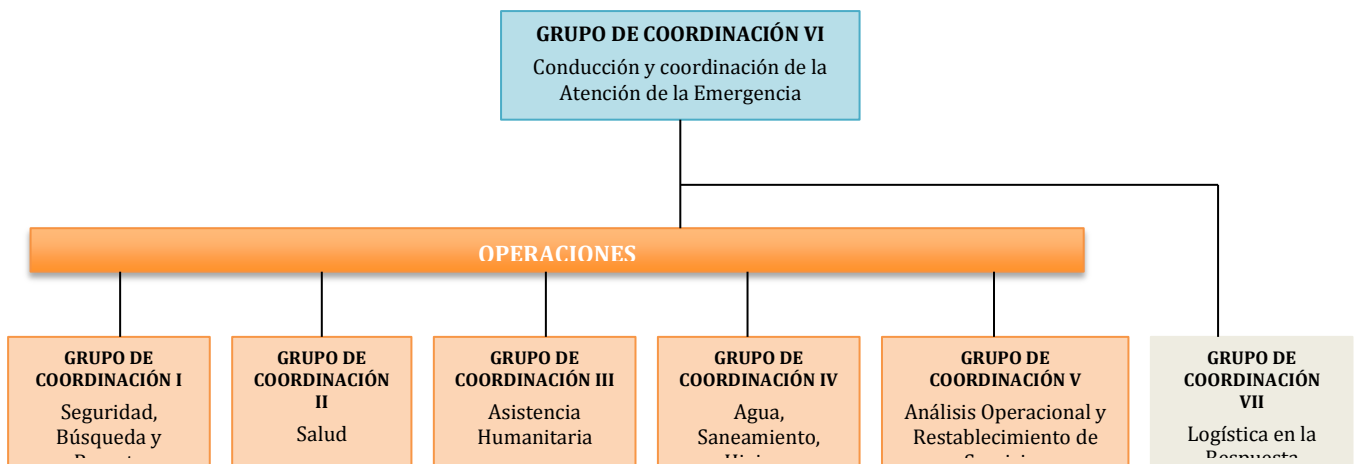 GRUPO DE COORDINACIÓN VI
Conducción y coordinación de la
Atención de la Emergencia
OPERACIONES
GRUPO DE
COORDINACIÓN I
Seguridad,
Búsqueda y
GRUPO DE
COORDINACIÓN
II
Salud
GRUPO DE
COORDINACIÓN III
Asistencia
Humanitaria
GRUPO DE
COORDINACIÓN IV
Agua,
Saneamiento,
GRUPO DE
COORDINACIÓN V
Análisis Operacional y
Restablecimiento de
GRUPO DE
COORDINACIÓN
VII
Logística en la
Respuesta